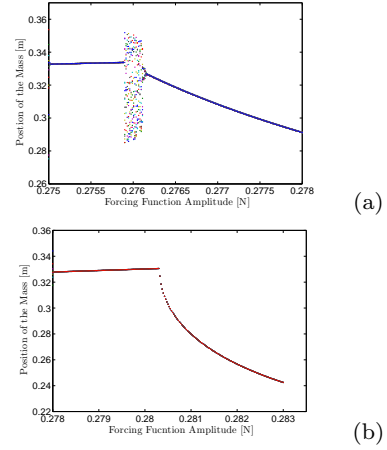 0.36
0.34
0.32
0.3
0.28
0.26
Postion of the Mass [m]
0.275 0.2755 0.276 0.2765 0.277 0.2775 0.278
Forcing Function Amplitude [N]
(a)
0.36
0.34
0.32
0.3
0.28
0.26
0.24
0.22
Position of the Mass [m]
0.278 0.279 0.28 0.281 0.282 0.283
Forcing Fucntion Amplitude [N]
(b)